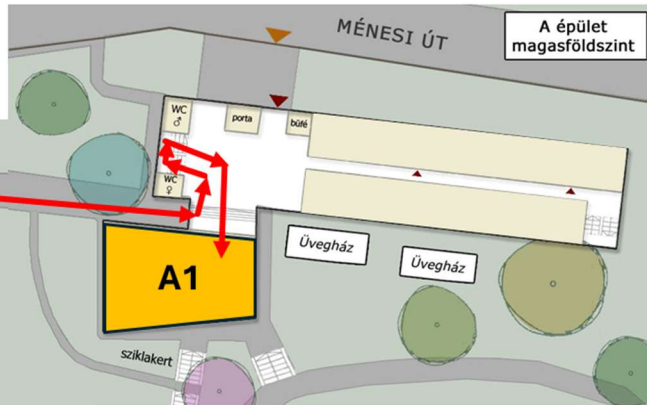 MÉNESI ÚT
A épület
magasföldszint
WC
♂
porta
büfé
WC
♀
Üvegház
Üvegház
A1
sziklakert